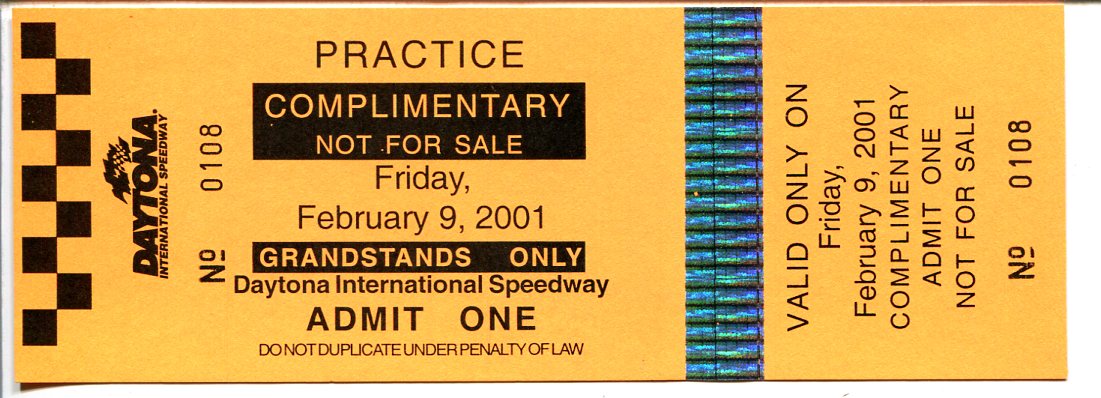 DAYTONA
INTERNATIONAL SPEEDWAY
Nº 0108
PRACTICE
COMPLIMENTARY
NOT FOR SALE
Friday,
February 9, 2001
GRANDSTANDS ONLY
Daytona International Speedway
ADMIT ONE
DO NOT DUPLICATE UNDER PENALTY OF LAW
VALID ONLY ON
Friday,
February 9, 2001
COMPLIMENTARY
ADMIT ONE
NOT FOR SALE
Nº 0108